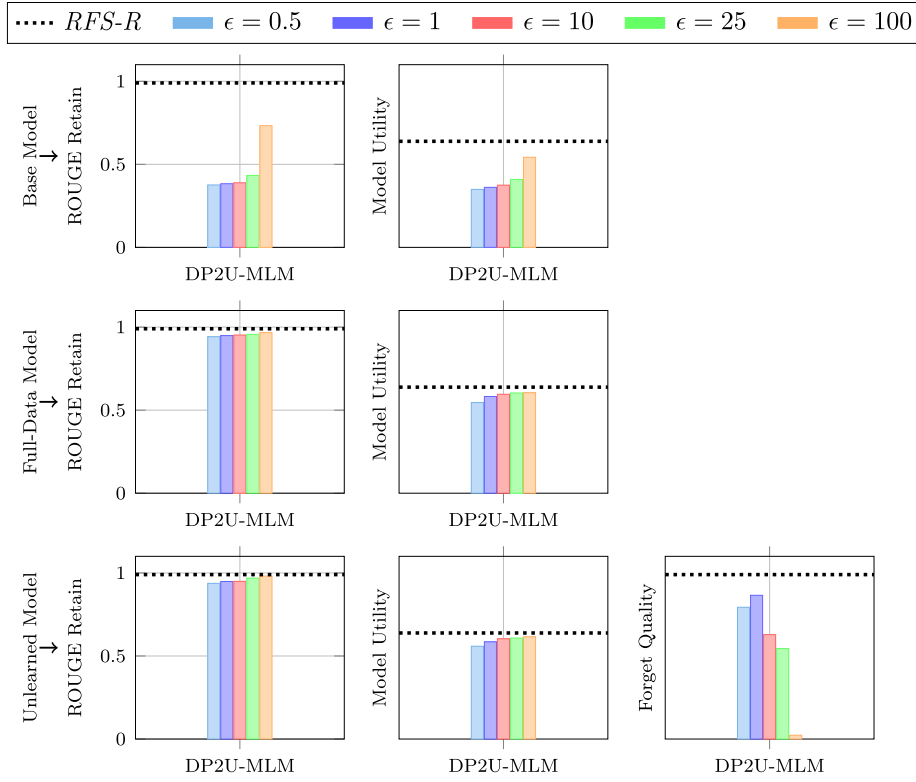 RFS-R ϵ = 0.5 ϵ = 1 ϵ = 10 ϵ = 25 ϵ = 100
Base Model
→
ROUGE Retain
1
0.5
0
DP2U-MLM
Model Utility
DP2U-MLM
Full-Data Model
→
ROUGE Retain
1
0.5
0
DP2U-MLM
Model Utility
DP2U-MLM
Unlearned Model
→
ROUGE Retain
1
0.5
0
DP2U-MLM
Model Utility
DP2U-MLM
Forget Quality
DP2U-MLM